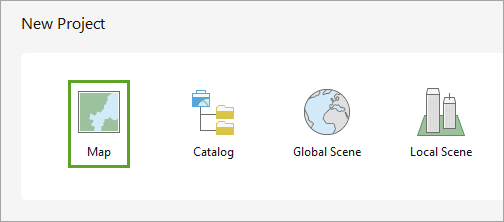 New Project
Map
Catalog
Global Scene
Local Scene